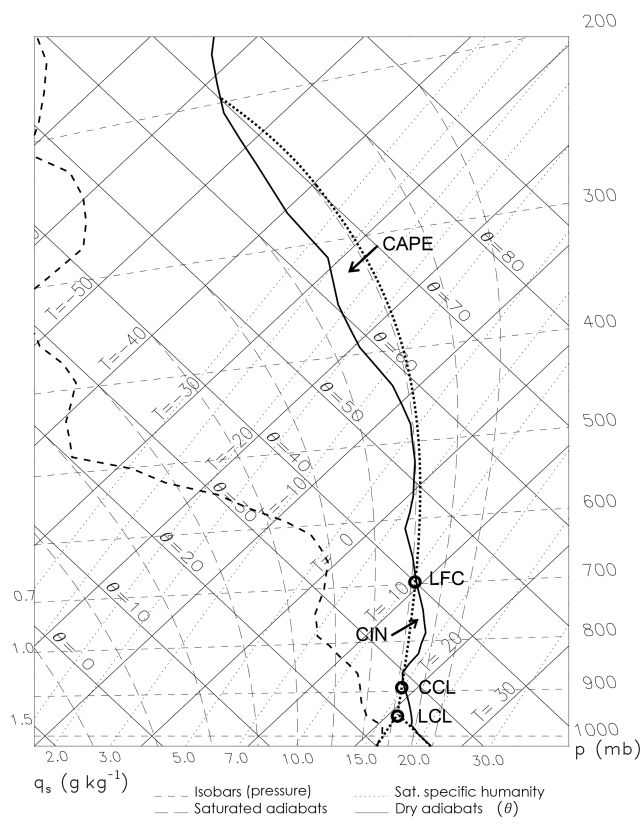 200
300
CAPE
θ=80
T=-50
θ=70
400
T=-40
θ=60
T=-30
θ=50
500
T=-20
θ=40
T=-10
θ=30
600
T= 0
θ=20
700
LFC
0.7
θ=10
T= 10
CIN
800
1.0
θ= 0
T= 20
CCL
900
T= 30
1.5
LCL
1000
2.0 3.0 5.0 7.0 10.0 15.0 20.0 30.0 p (mb)
qₛ (g kg⁻¹)
Isobars (pressure) Sat. specific humanity
Saturated adiabats Dry adiabats (θ)